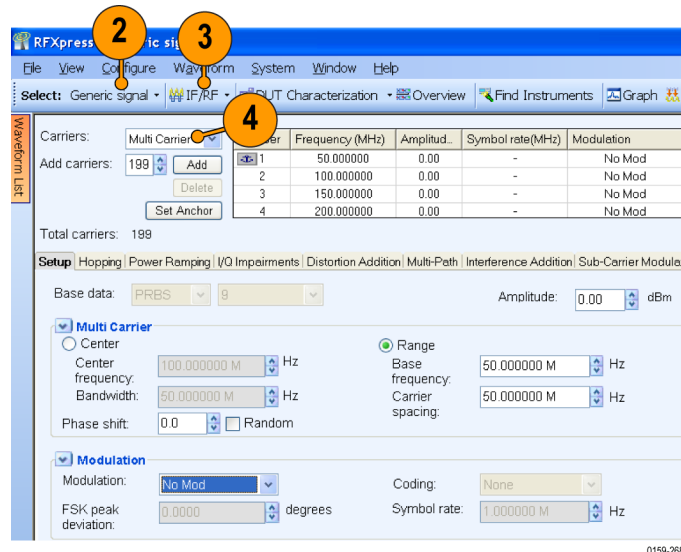 RFXpress ic si
2 3
File View Configure Waveform System Window Help
Select: Generic signal IF/RF DUT Characterization Overview Find Instruments Graph
4
Waveform List
Carriers: Multi Carrier
Frequency (MHz) Amplitud... Symbol rate(MHz) Modulation
Add carriers: 199 Add
1 50.000000 0.00 - No Mod
2 100.000000 0.00 - No Mod
Delete
3 150.000000 0.00 - No Mod
Set Anchor
4 200.000000 0.00 - No Mod
Total carriers: 199
Setup Hopping Power Ramping I/Q Impairments Distortion Addition Multi-Path Interference Addition Sub-Carrier Modula
Base data: PRBS 9 Amplitude: 0.00 dBm
Multi Carrier
Center Range
Center frequency: 100.000000 M Hz Base frequency: 50.000000 M Hz
Bandwidth: 50.000000 M Hz Carrier spacing: 50.000000 M Hz
Phase shift: 0.0 Random
Modulation
Modulation: No Mod Coding: None
FSK peak deviation: 0.0000 degrees Symbol rate: 1.000000 M Hz